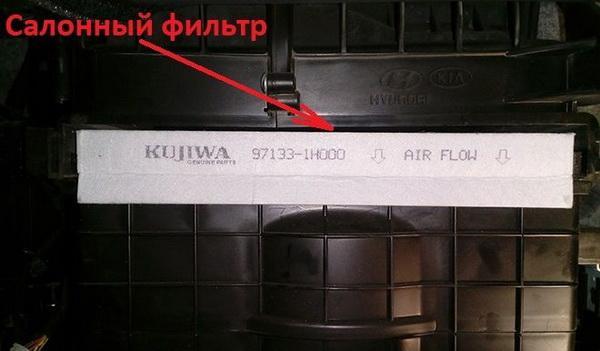 Салонный фильтр
HYUNDAI KIA
KUJIWA 97133-1H000 AIR FLOW
GENUINE PARTS